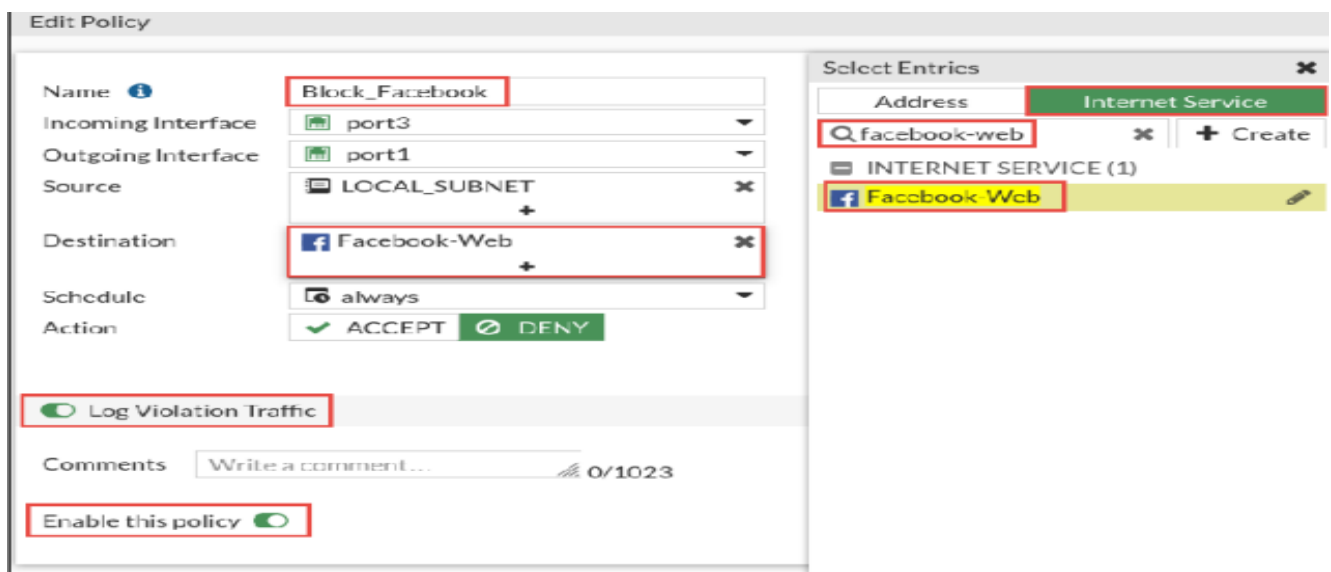 Edit Policy
Name
Block_Facebook
Incoming Interface
port3
Outgoing Interface
port1
Source
LOCAL_SUBNET
+
Destination
Facebook-Web
+
Schedule
always
Action
ACCEPT
DENY
Log Violation Traffic
Comments
Write a comment...
0/1023
Enable this policy
Select Entries
Address
Internet Service
facebook-web
+ Create
INTERNET SERVICE (1)
Facebook-Web